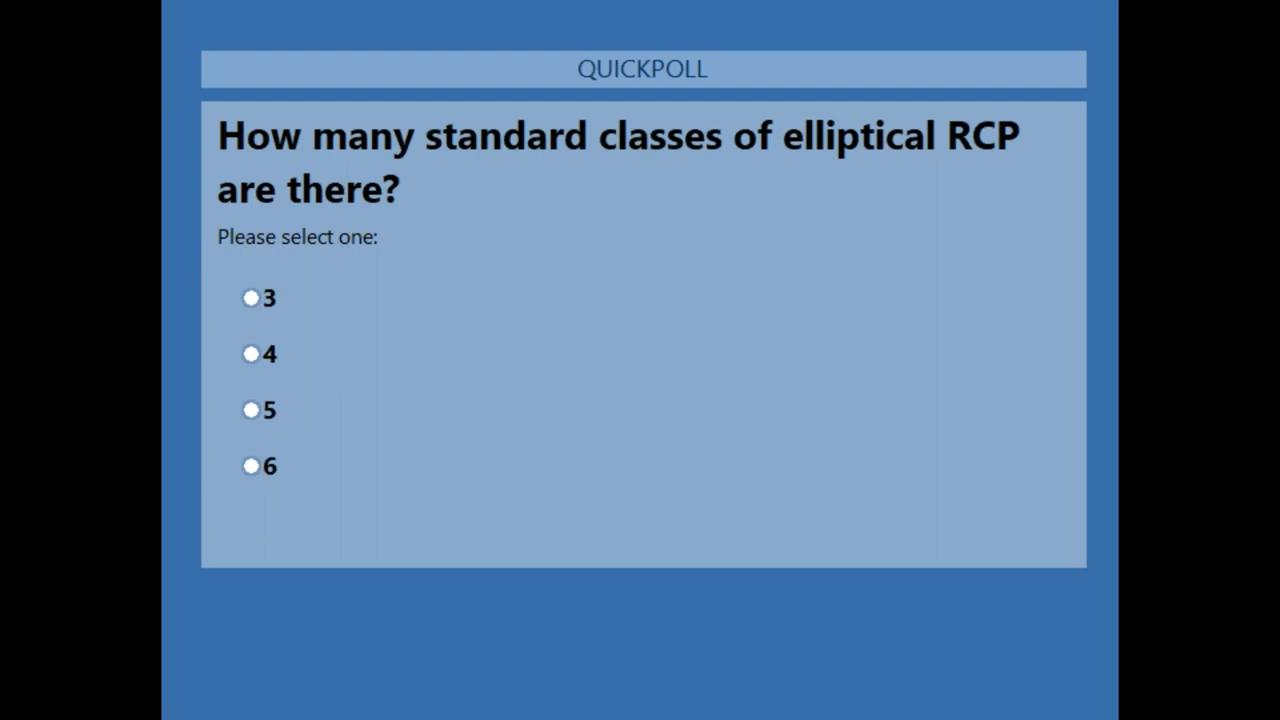 QUICKPOLL
How many standard classes of elliptical RCP
are there?
Please select one:
3
4
5
6